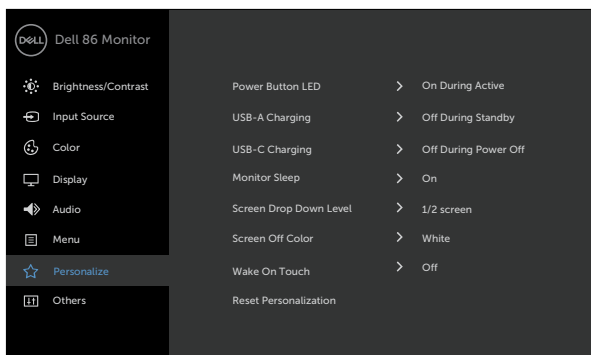 DELL Dell 86 Monitor
Brightness/Contrast
Input Source
Color
Display
Audio
Menu
Personalize
Others
Power Button LED > On During Active
USB-A Charging > Off During Standby
USB-C Charging > Off During Power Off
Monitor Sleep > On
Screen Drop Down Level > 1/2 screen
Screen Off Color > White
Wake On Touch > Off
Reset Personalization